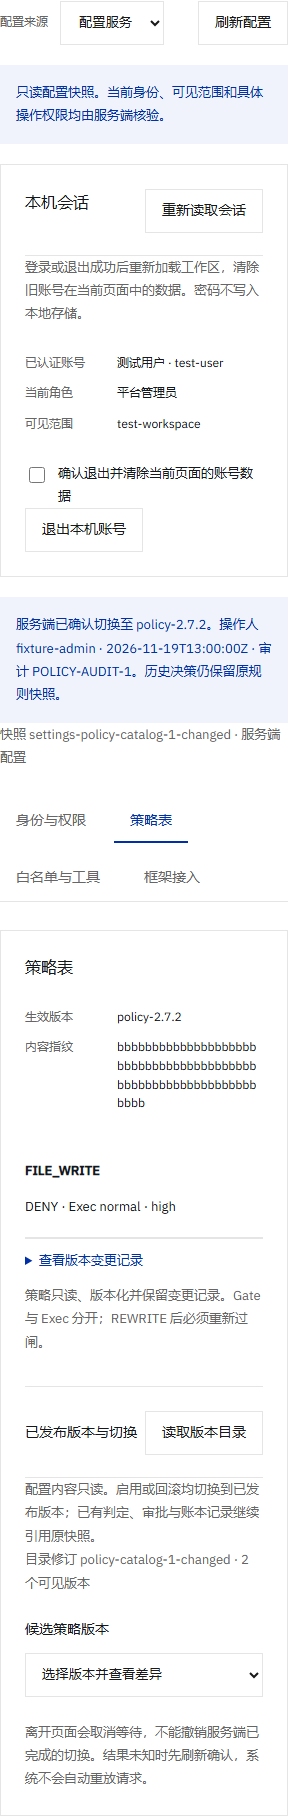 配置来源 配置服务 刷新配置
只读配置快照。当前身份、可见范围和具体
操作权限均由服务端核验。
本机会话 重新读取会话
登录或退出成功后重新加载工作区，清除
旧账号在当前页面中的数据。密码不写入
本地存储。
已认证账号 测试用户 · test-user
当前角色 平台管理员
可见范围 test-workspace
确认退出并清除当前页面的账号数
据
退出本机账号
服务端已确认切换至 policy-2.7.2。操作人
fixture-admin · 2026-11-19T13:00:00Z · 审
计 POLICY-AUDIT-1。历史决策仍保留原规
则快照。
快照 settings-policy-catalog-1-changed · 服务端
配置
身份与权限 策略表
白名单与工具 框架接入
策略表
生效版本 policy-2.7.2
内容指纹 bbbbbbbbbbbbbbbbbbbb
bbbbbbbbbbbbbbbbbbbb
bbbbbbbbbbbbbbbbbbbb
bbbb
FILE_WRITE
DENY · Exec normal · high
查看版本变更记录
策略只读、版本化并保留变更记录。Gate
与 Exec 分开；REWRITE 后必须重新过
闸。
已发布版本与切换 读取版本目录
配置内容只读。启用或回滚均切换到已发
布版本；已有判定、审批与账本记录继续
引用原快照。
目录修订 policy-catalog-1-changed · 2
个可见版本
候选策略版本
选择版本并查看差异
离开页面会取消等待，不能撤销服务端已
完成的切换。结果未知时先刷新确认，系
统不会自动重放请求。